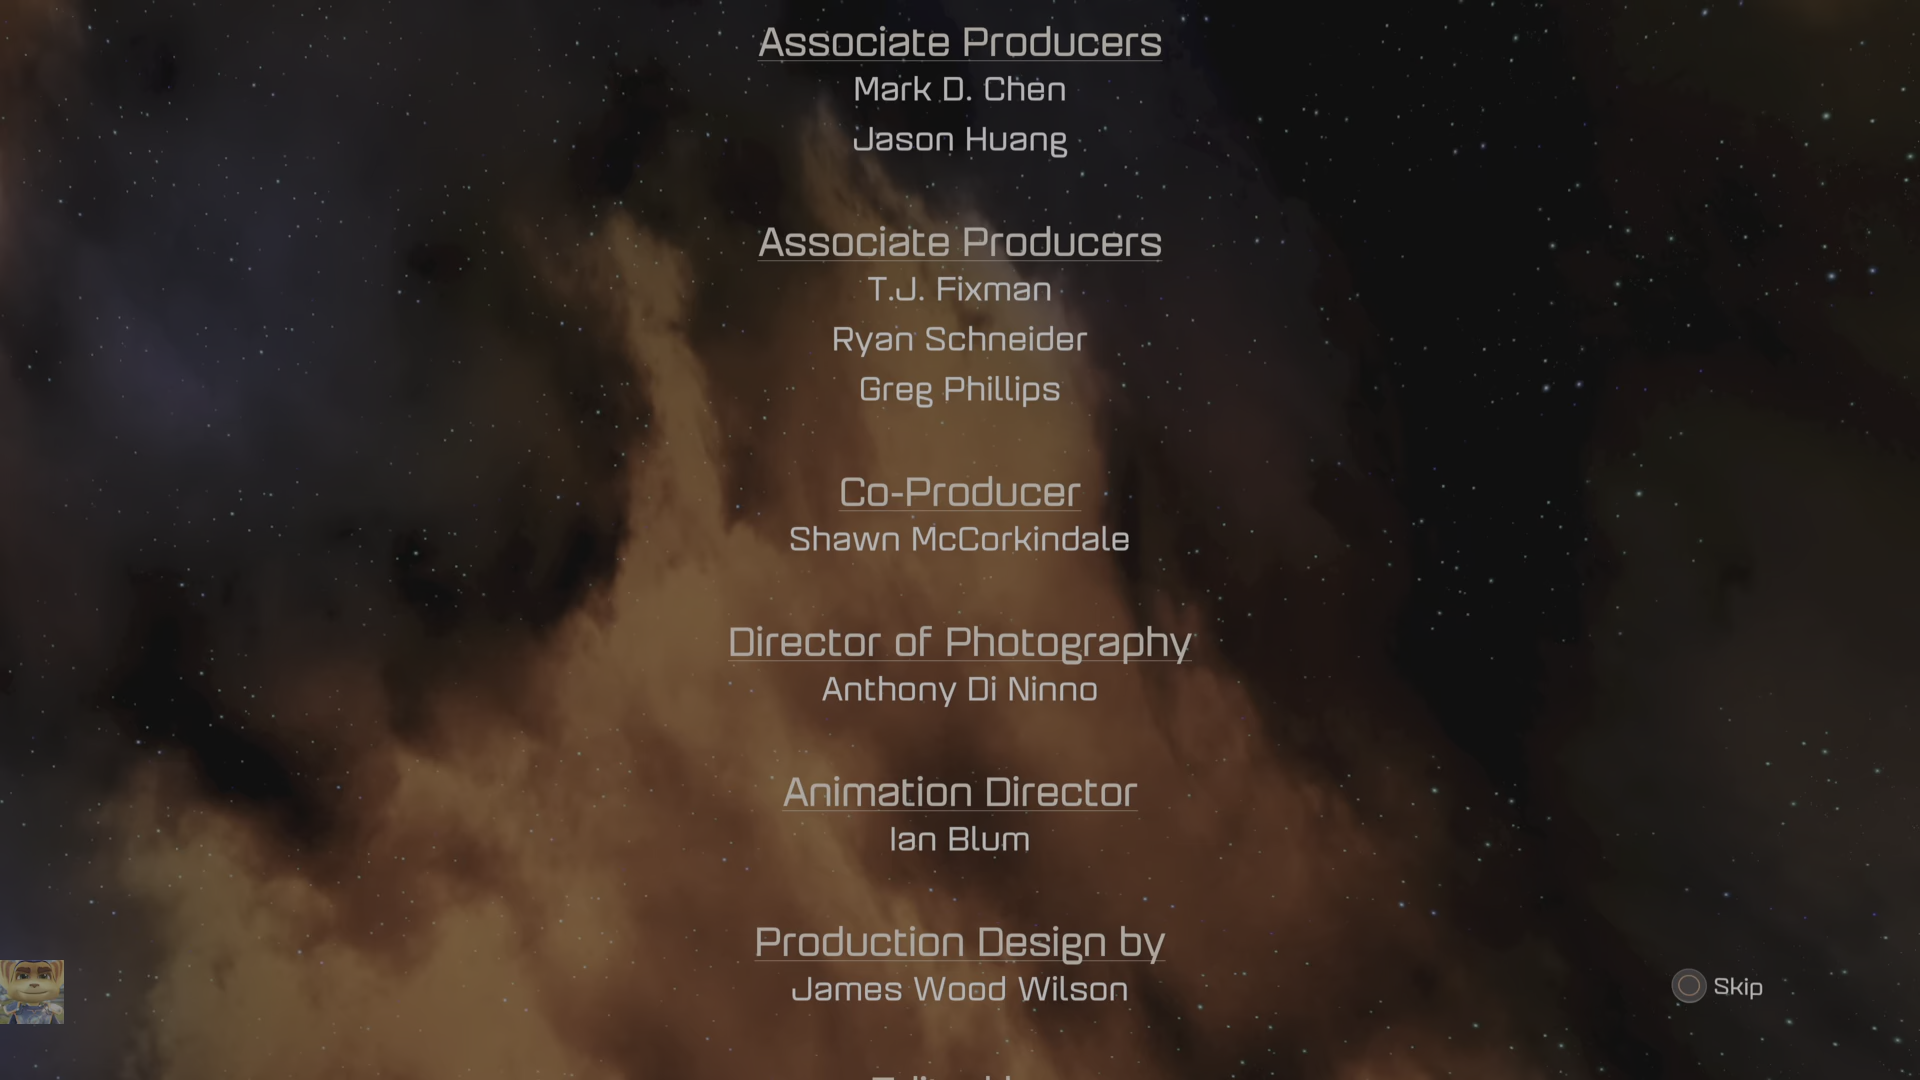 Associate Producers
Mark D. Chen
Jason Huang
Associate Producers
T.J. Fixman
Ryan Schneider
Greg Phillips
Co-Producer
Shawn McCorkindale
Director of Photography
Anthony Di Ninno
Animation Director
Ian Blum
Production Design by
James Wood Wilson
Skip